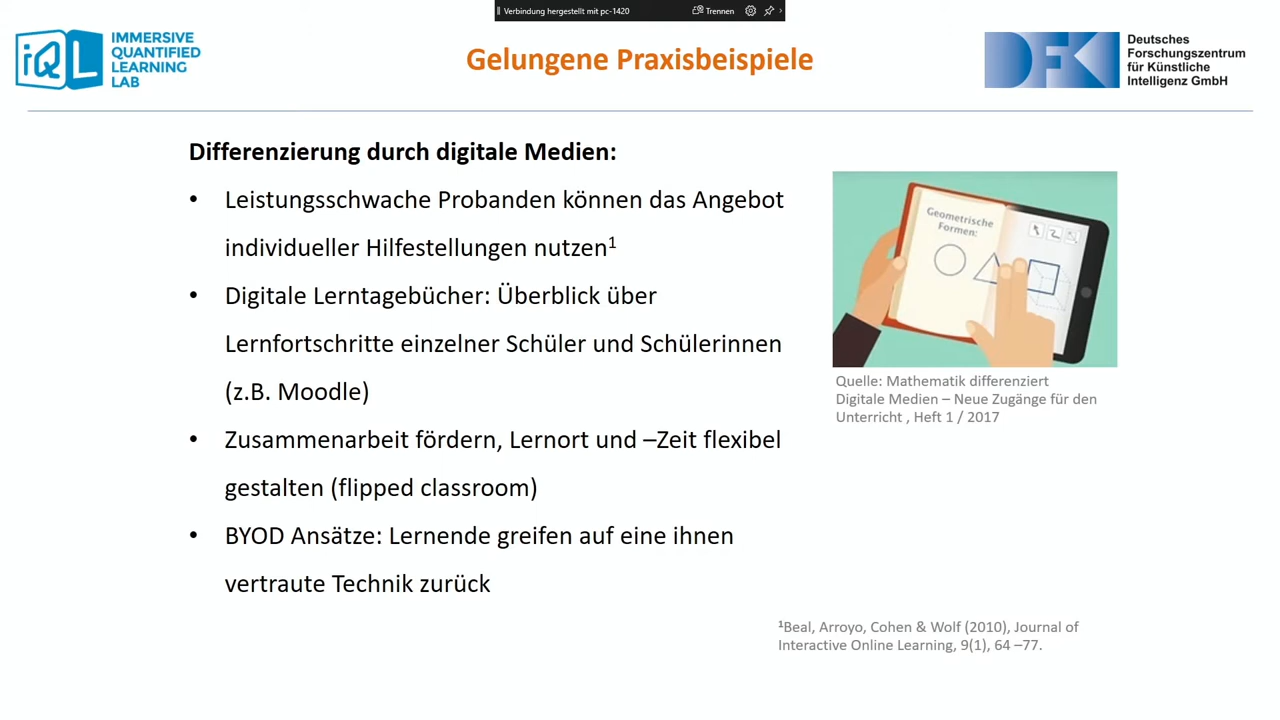 Verbindung hergestellt mit pc-1420
Trennen
iQL
IMMERSIVE
QUANTIFIED
LEARNING
LAB
Gelungene Praxisbeispiele
DFKI
Deutsches
Forschungszentrum
für Künstliche
Intelligenz GmbH
Differenzierung durch digitale Medien:
• Leistungsschwache Probanden können das Angebot
individueller Hilfestellungen nutzen¹
• Digitale Lerntagebücher: Überblick über
Lernfortschritte einzelner Schüler und Schülerinnen
(z.B. Moodle)
• Zusammenarbeit fördern, Lernort und –Zeit flexibel
gestalten (flipped classroom)
• BYOD Ansätze: Lernende greifen auf eine ihnen
vertraute Technik zurück
Geometrische
Formen:
Quelle: Mathematik differenziert
Digitale Medien – Neue Zugänge für den
Unterricht , Heft 1 / 2017
¹Beal, Arroyo, Cohen & Wolf (2010), Journal of
Interactive Online Learning, 9(1), 64 –77.